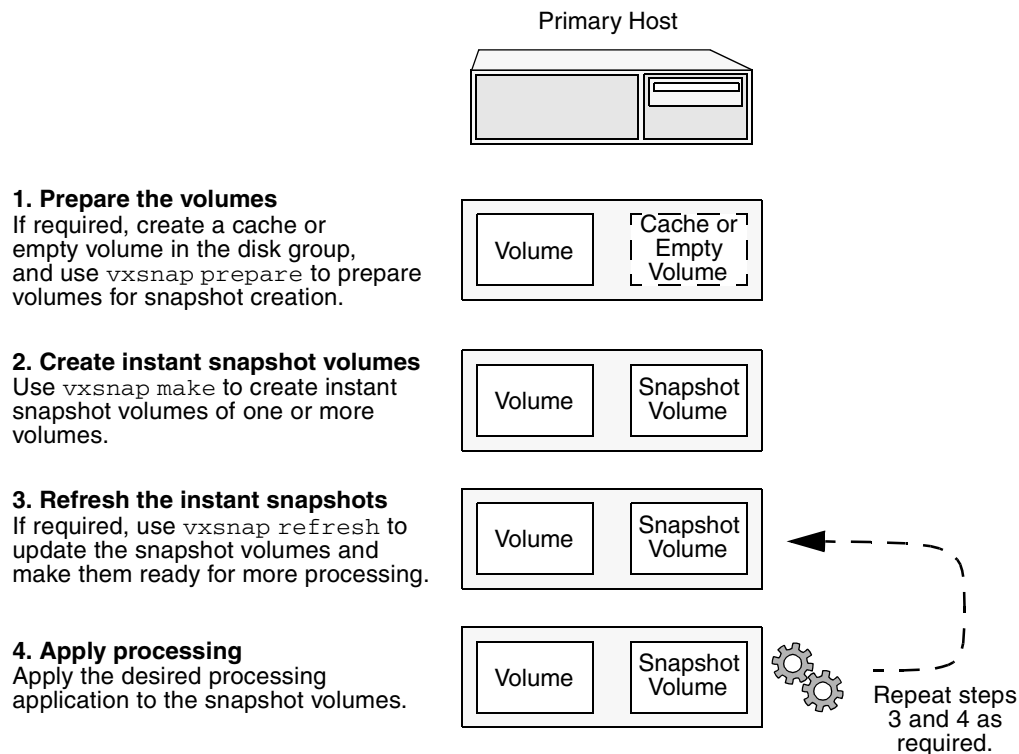 Primary Host
1. Prepare the volumes
If required, create a cache or
empty volume in the disk group,
and use vxsnap prepare to prepare
volumes for snapshot creation.
Volume
Cache or
Empty
Volume
2. Create instant snapshot volumes
Use vxsnap make to create instant
snapshot volumes of one or more
volumes.
Volume
Snapshot
Volume
3. Refresh the instant snapshots
If required, use vxsnap refresh to
update the snapshot volumes and
make them ready for more processing.
Volume
Snapshot
Volume
4. Apply processing
Apply the desired processing
application to the snapshot volumes.
Volume
Snapshot
Volume
Repeat steps
3 and 4 as
required.